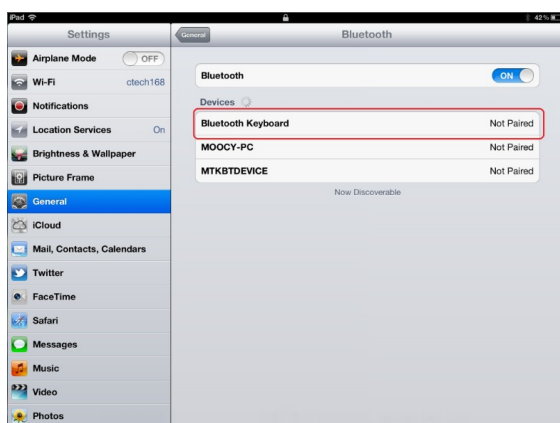 iPad 42%
Settings
General
Bluetooth
Airplane Mode OFF
Wi-Fi ctech168
Notifications
Location Services On
Brightness & Wallpaper
Picture Frame
General
iCloud
Mail, Contacts, Calendars
Twitter
FaceTime
Safari
Messages
Music
Video
Photos
Bluetooth ON
Devices
Bluetooth Keyboard Not Paired
MOOCY-PC Not Paired
MTKBTDEVICE Not Paired
Now Discoverable